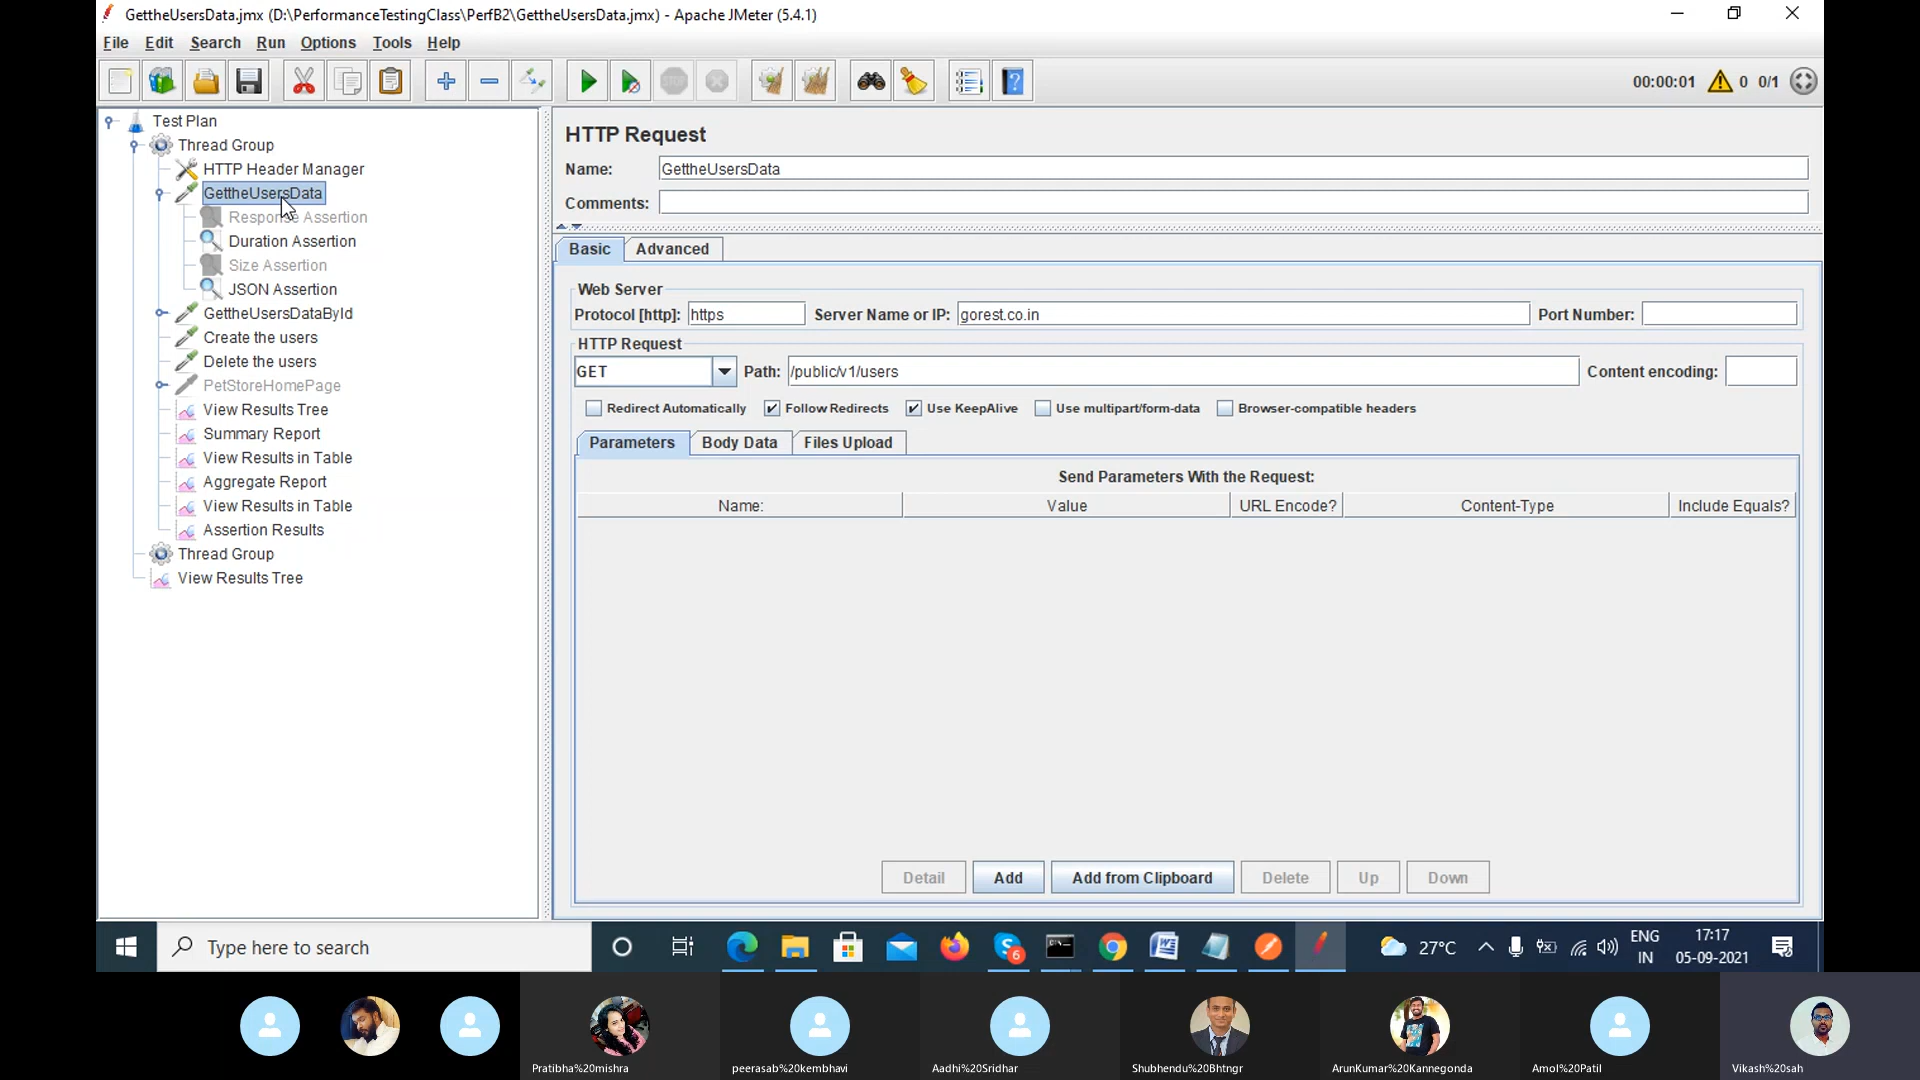 GettheUsersData.jmx (D:\PerformanceTestingClass\PerfB2\GettheUsersData.jmx) - Apache JMeter (5.4.1)
File Edit Search Run Options Tools Help
STOP
00:00:01 0 0/1
Test Plan
Thread Group
HTTP Header Manager
GettheUsersData
Response Assertion
Duration Assertion
Size Assertion
JSON Assertion
GettheUsersDataById
Create the users
Delete the users
PetStoreHomePage
View Results Tree
Summary Report
View Results in Table
Aggregate Report
View Results in Table
Assertion Results
Thread Group
View Results Tree
HTTP Request
Name: GettheUsersData
Comments:
Basic Advanced
Web Server
Protocol [http]: https Server Name or IP: gorest.co.in Port Number:
HTTP Request
GET Path: /public/v1/users Content encoding:
Redirect Automatically Follow Redirects Use KeepAlive Use multipart/form-data Browser-compatible headers
Parameters Body Data Files Upload
Send Parameters With the Request:
Name: Value URL Encode? Content-Type Include Equals?
Detail Add Add from Clipboard Delete Up Down
Type here to search
6
27°C
ENG
IN
17:17
05-09-2021
Pratibha%20mishra peerasab%20kembhavi Aadhi%20Sridhar Shubhendu%20Bhtngr ArunKumar%20Kannegonda Amol%20Patil Vikash%20sah